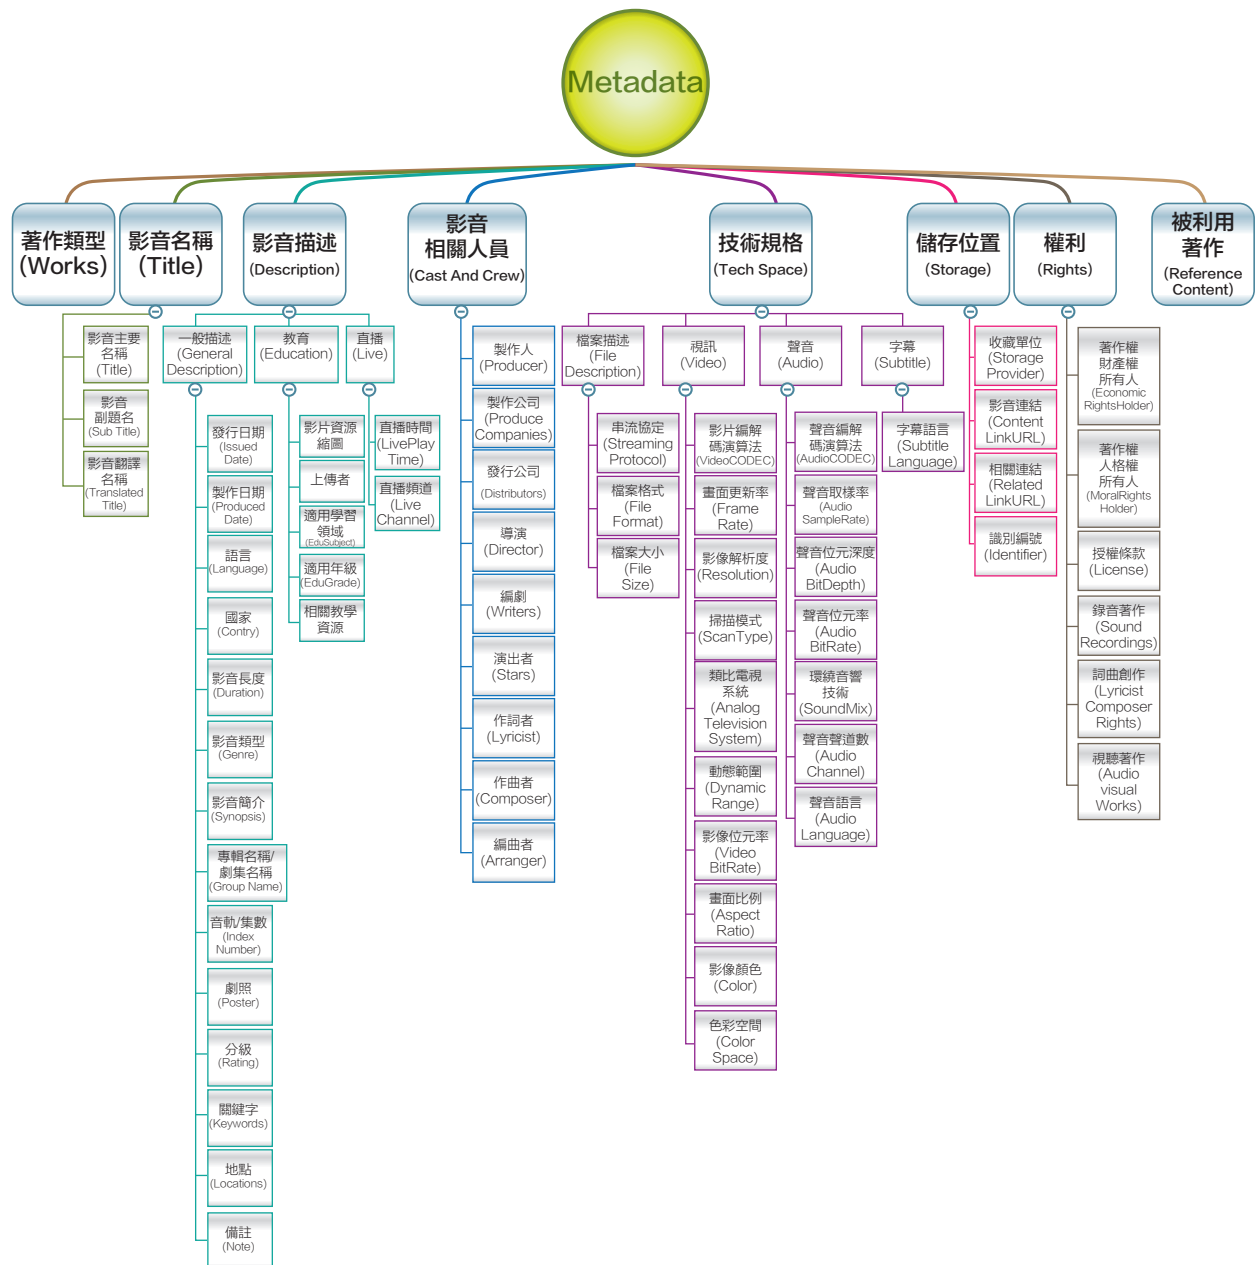 Metadata
著作類型
(Works)
影音名稱
(Title)
影音描述
(Description)
影音
相關人員
(Cast And Crew)
技術規格
(Tech Space)
儲存位置
(Storage)
權利
(Rights)
被利用
著作
(Reference
Content)
影音主要
名稱
(Title)
影音
副題名
(Sub Title)
影音翻譯
名稱
(Translated
Title)
一般描述
(General
Description)
發行日期
(Issued
Date)
製作日期
(Produced
Date)
語言
(Language)
國家
(Contry)
影音長度
(Duration)
影音類型
(Genre)
影音簡介
(Synopsis)
專輯名稱/
劇集名稱
(Group Name)
音軌/集數
(Index
Number)
劇照
(Poster)
分級
(Rating)
關鍵字
(Keywords)
地點
(Locations)
備註
(Note)
教育
(Education)
影片資源
縮圖
上傳者
適用學習
領域
(EduSubject)
適用年級
(EduGrade)
相關教學
資源
直播
(Live)
直播時間
(LivePlay
Time)
直播頻道
(Live
Channel)
製作人
(Producer)
製作公司
(Produce
Companies)
發行公司
(Distributors)
導演
(Director)
編劇
(Writers)
演出者
(Stars)
作詞者
(Lyricist)
作曲者
(Composer)
編曲者
(Arranger)
檔案描述
(File
Description)
串流協定
(Streaming
Protocol)
檔案格式
(File
Format)
檔案大小
(File
Size)
視訊
(Video)
影片編解
碼演算法
(VideoCODEC)
畫面更新率
(Frame
Rate)
影像解析度
(Resolution)
掃描模式
(ScanType)
類比電視
系統
(Analog
Television
System)
動態範圍
(Dynamic
Range)
影像位元率
(Video
BitRate)
畫面比例
(Aspect
Ratio)
影像顏色
(Color)
色彩空間
(Color
Space)
聲音
(Audio)
聲音編解
碼演算法
(AudioCODEC)
聲音取樣率
(Audio
SampleRate)
聲音位元深度
(Audio
BitDepth)
聲音位元率
(Audio
BitRate)
環繞音響
技術
(SoundMix)
聲音聲道數
(Audio
Channel)
聲音語言
(Audio
Language)
字幕
(Subtitle)
字幕語言
(Subtitle
Language)
收藏單位
(Storage
Provider)
影音連結
(Content
LinkURL)
相關連結
(Related
LinkURL)
識別編號
(Identifier)
著作權
財產權
所有人
(Economic
RightsHolder)
著作權
人格權
所有人
(MoralRights
Holder)
授權條款
(License)
錄音著作
(Sound
Recordings)
詞曲創作
(Lyricist
Composer
Rights)
視聽著作
(Audio
visual
Works)